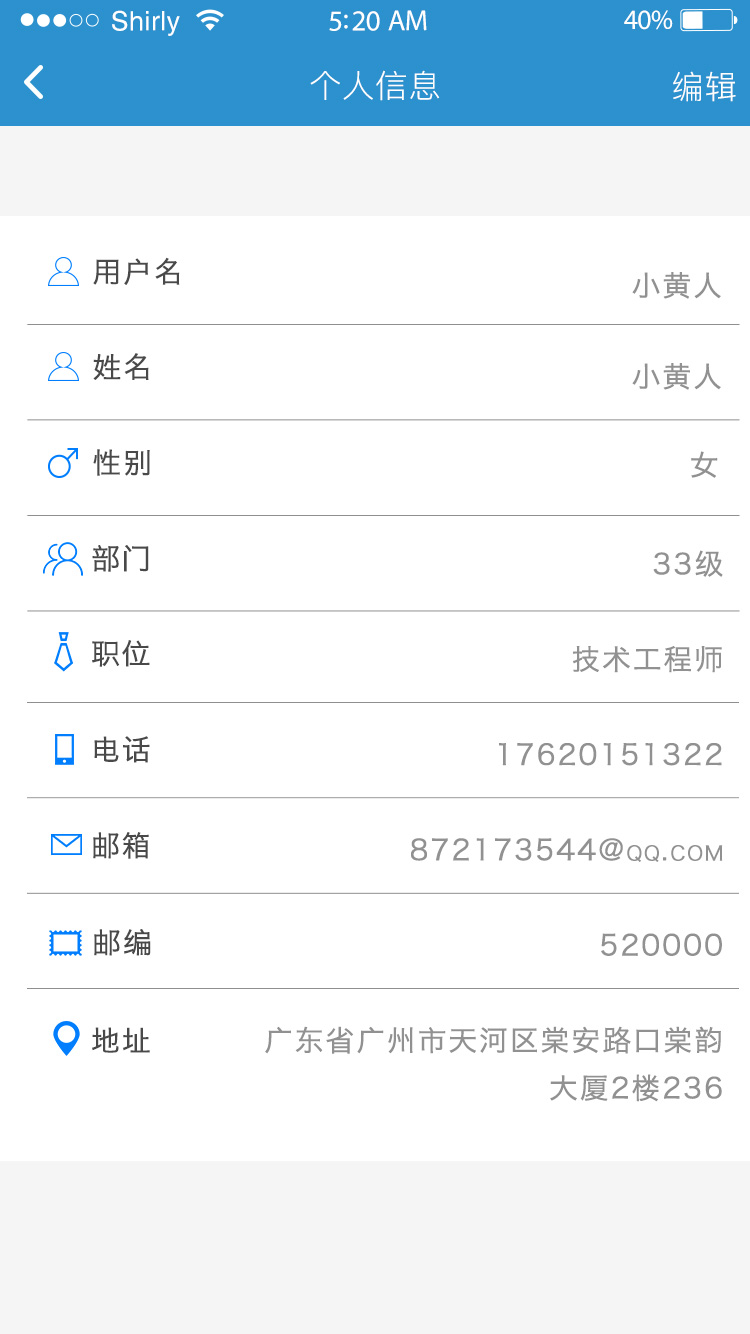 Shirly 5:20 AM 40%
个人信息 编辑
用户名 小黄人
姓名 小黄人
性别 女
部门 33级
职位 技术工程师
电话 17620151322
邮箱 872173544@QQ.COM
邮编 520000
地址 广东省广州市天河区棠安路口棠韵
大厦2楼236